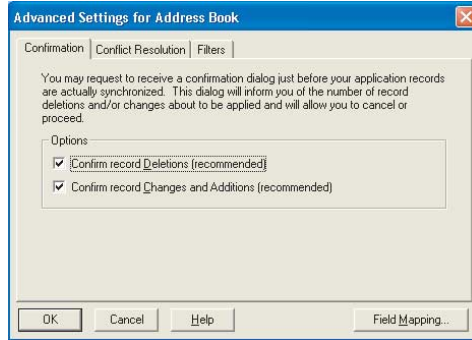 Advanced Settings for Address Book
Confirmation Conflict Resolution Filters
You may request to receive a confirmation dialog just before your application records
are actually synchronized. This dialog will inform you of the number of record
deletions and/or changes about to be applied and will allow you to cancel or
proceed.
Options
Confirm record Deletions (recommended)
Confirm record Changes and Additions (recommended)
OK Cancel Help Field Mapping...